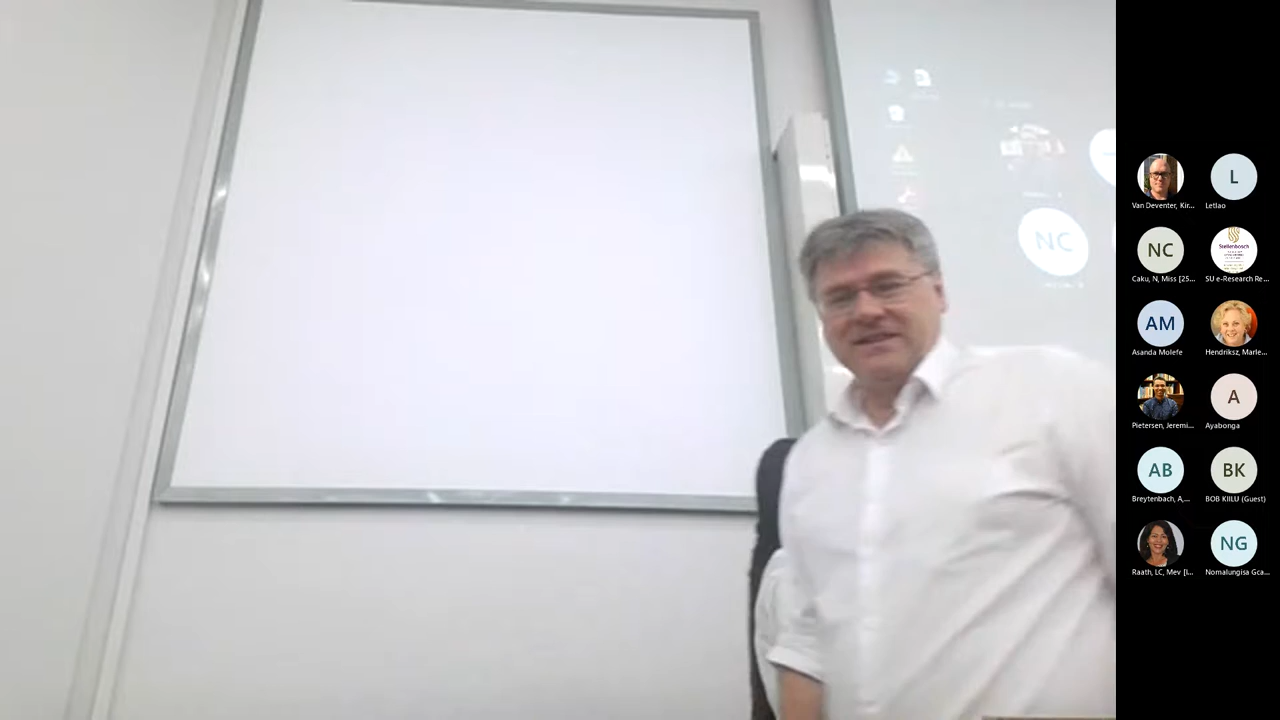 NC
Van Deventer, Kir...
L
Letlao
NC
Caku, N, Miss [25...
Stellenbosch
SU e-Research Re...
AM
Asanda Molefe
Hendriksz, Marle...
Pietersen, Jeremi...
A
Ayabonga
AB
Breytenbach, A,...
BK
BOB KIILU (Guest)
Raath, LC, Mev [l...
NG
Nomalungisa Gca...